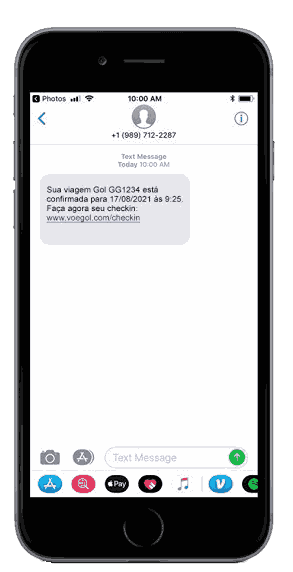 Photos
10:00 AM
+1 (989) 712-2287
Text Message
Today 10:00 AM
Sua viagem Gol GG1234 está
confirmada para 17/08/2021 às 9:25.
Faça agora seu checkin:
www.voegol.com/checkin
Text Message
Pay